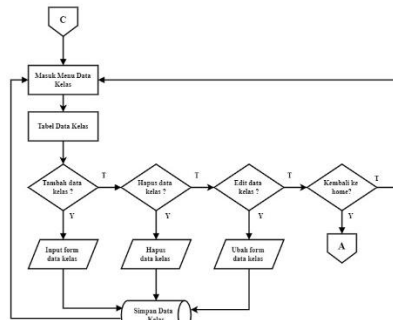 C
Masuk Menu Data
Kelas
Tabel Data Kelas
Tambah data
kelas ?
T
Hapus data
kelas ?
T
Edit data
kelas ?
T
Kembali ke
home?
T
Y
Y
Y
Y
Input form
data kelas
Hapus
data kelas
Ubah form
data kelas
A
Simpan Data
Kelas